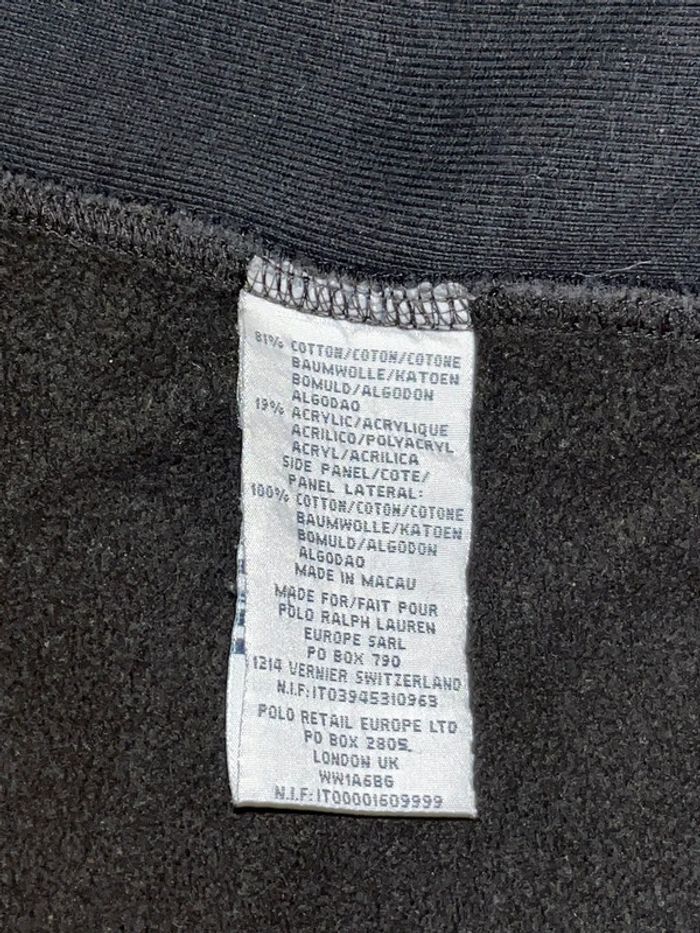 81% COTTON/COTON/COTONE
BAUMWOLLE/KATOEN
BOMULD/ALGODON
ALGODAO
19% ACRYLIC/ACRYLIQUE
ACRILICO/POLYACRYL
ACRYL/ACRILICA
SIDE PANEL/COTE/
PANEL LATERAL:
100% COTTON/COTON/COTONE
BAUMWOLLE/KATOEN
BOMULD/ALGODON
ALGODAO
MADE IN MACAU
MADE FOR/FAIT POUR
POLO RALPH LAUREN
EUROPE SARL
PO BOX 790
1214 VERNIER SWITZERLAND
N.I.F:IT03945310963
POLO RETAIL EUROPE LTD
PO BOX 2805,
LONDON UK
WW1A6BG
N.I.F:IT00001609999